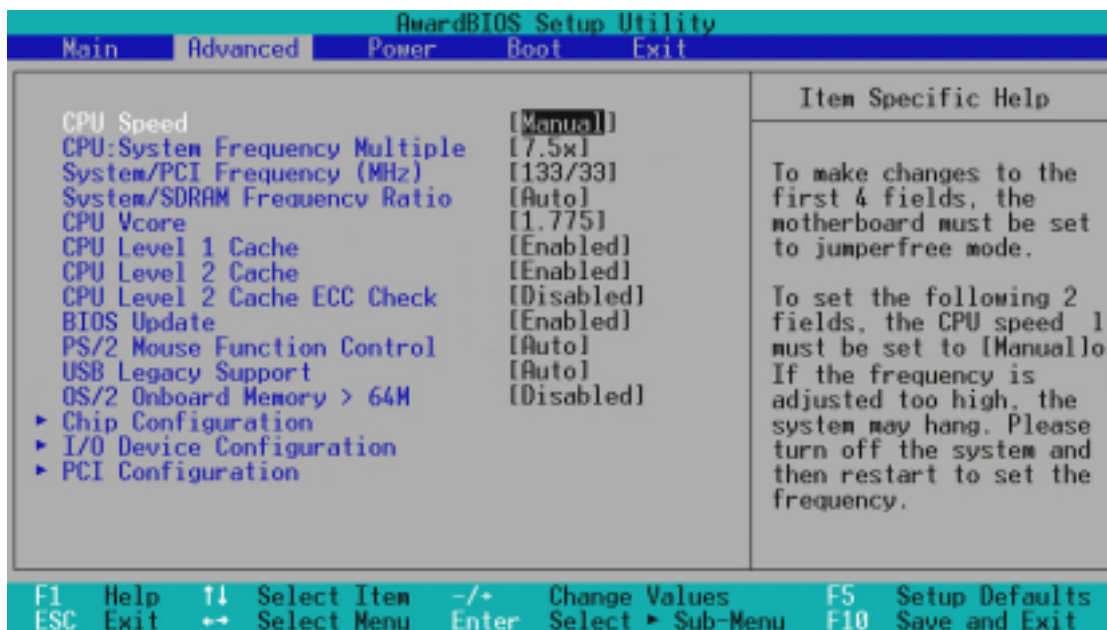 AwardBIOS Setup Utility
Main Advanced Power Boot Exit
CPU Speed [Manual]
CPU:System Frequency Multiple [7.5x]
System/PCI Frequency (MHz) [133/33]
System/SDRAM Frequency Ratio [Auto]
CPU Vcore [1.775]
CPU Level 1 Cache [Enabled]
CPU Level 2 Cache [Enabled]
CPU Level 2 Cache ECC Check [Disabled]
BIOS Update [Enabled]
PS/2 Mouse Function Control [Auto]
USB Legacy Support [Auto]
OS/2 Onboard Memory > 64M [Disabled]
► Chip Configuration
► I/O Device Configuration
► PCI Configuration
Item Specific Help
To make changes to the
first 4 fields, the
motherboard must be set
to jumperfree mode.
To set the following 2
fields, the CPU speed l
must be set to [Manual]o
If the frequency is
adjusted too high, the
system may hang. Please
turn off the system and
then restart to set the
frequency.
F1 Help ↑↓ Select Item -/+ Change Values F5 Setup Defaults
ESC Exit ←→ Select Menu Enter Select ► Sub-Menu F10 Save and Exit